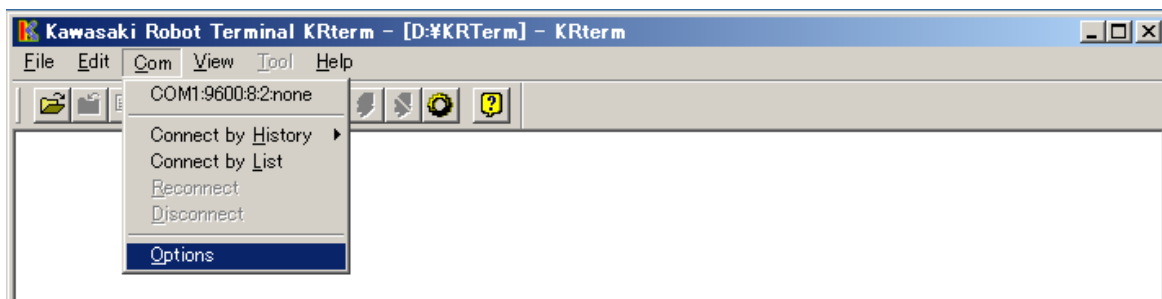 Kawasaki Robot Terminal KRterm - [D:¥KRTerm] - KRterm
File Edit Com View Tool Help
COM1:9600:8:2:none
Connect by History
Connect by List
Reconnect
Disconnect
Options